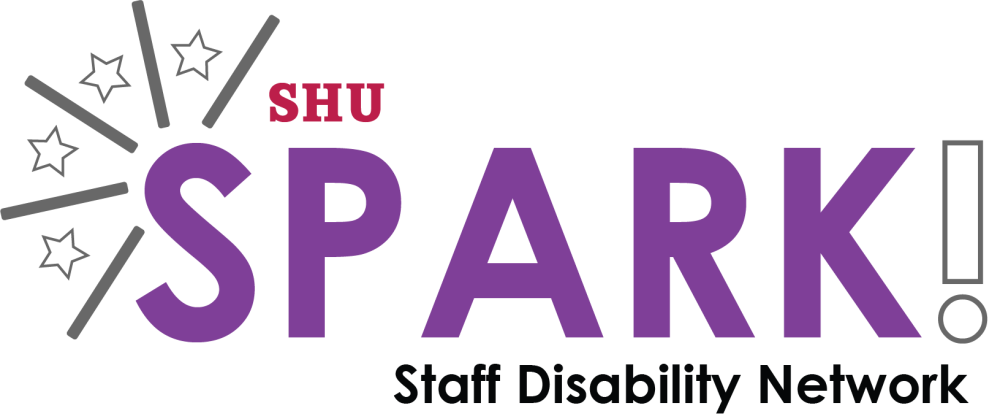 SHU
SPARK!
Staff Disability Network